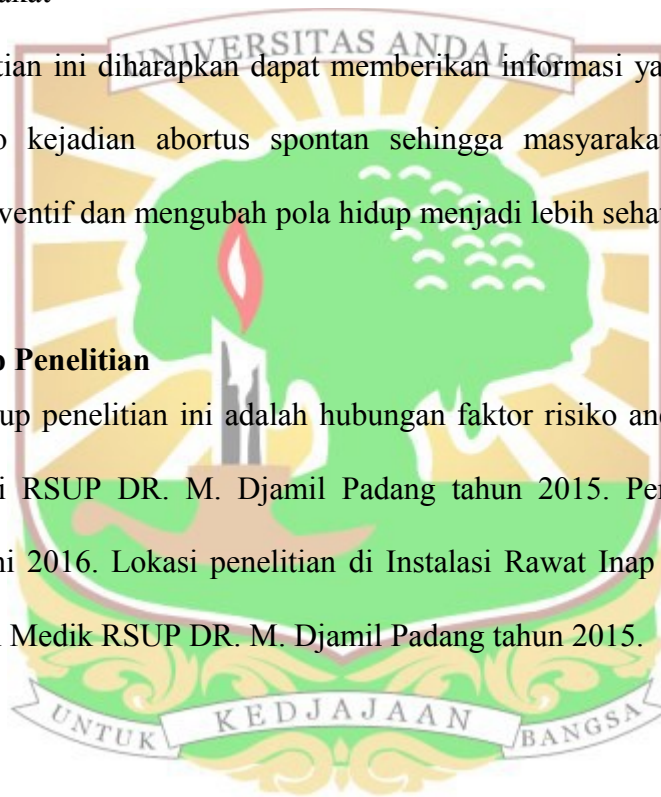 akat
UNIVERSITAS ANDALAS
tian ini diharapkan dapat memberikan informasi ya
o kejadian abortus spontan sehingga masyarakat
ventif dan mengubah pola hidup menjadi lebih sehat
p Penelitian
up penelitian ini adalah hubungan faktor risiko an
i RSUP DR. M. Djamil Padang tahun 2015. Per
ni 2016. Lokasi penelitian di Instalasi Rawat Inap
Medik RSUP DR. M. Djamil Padang tahun 2015.
UNTUK KEDJAJAAN BANGSA